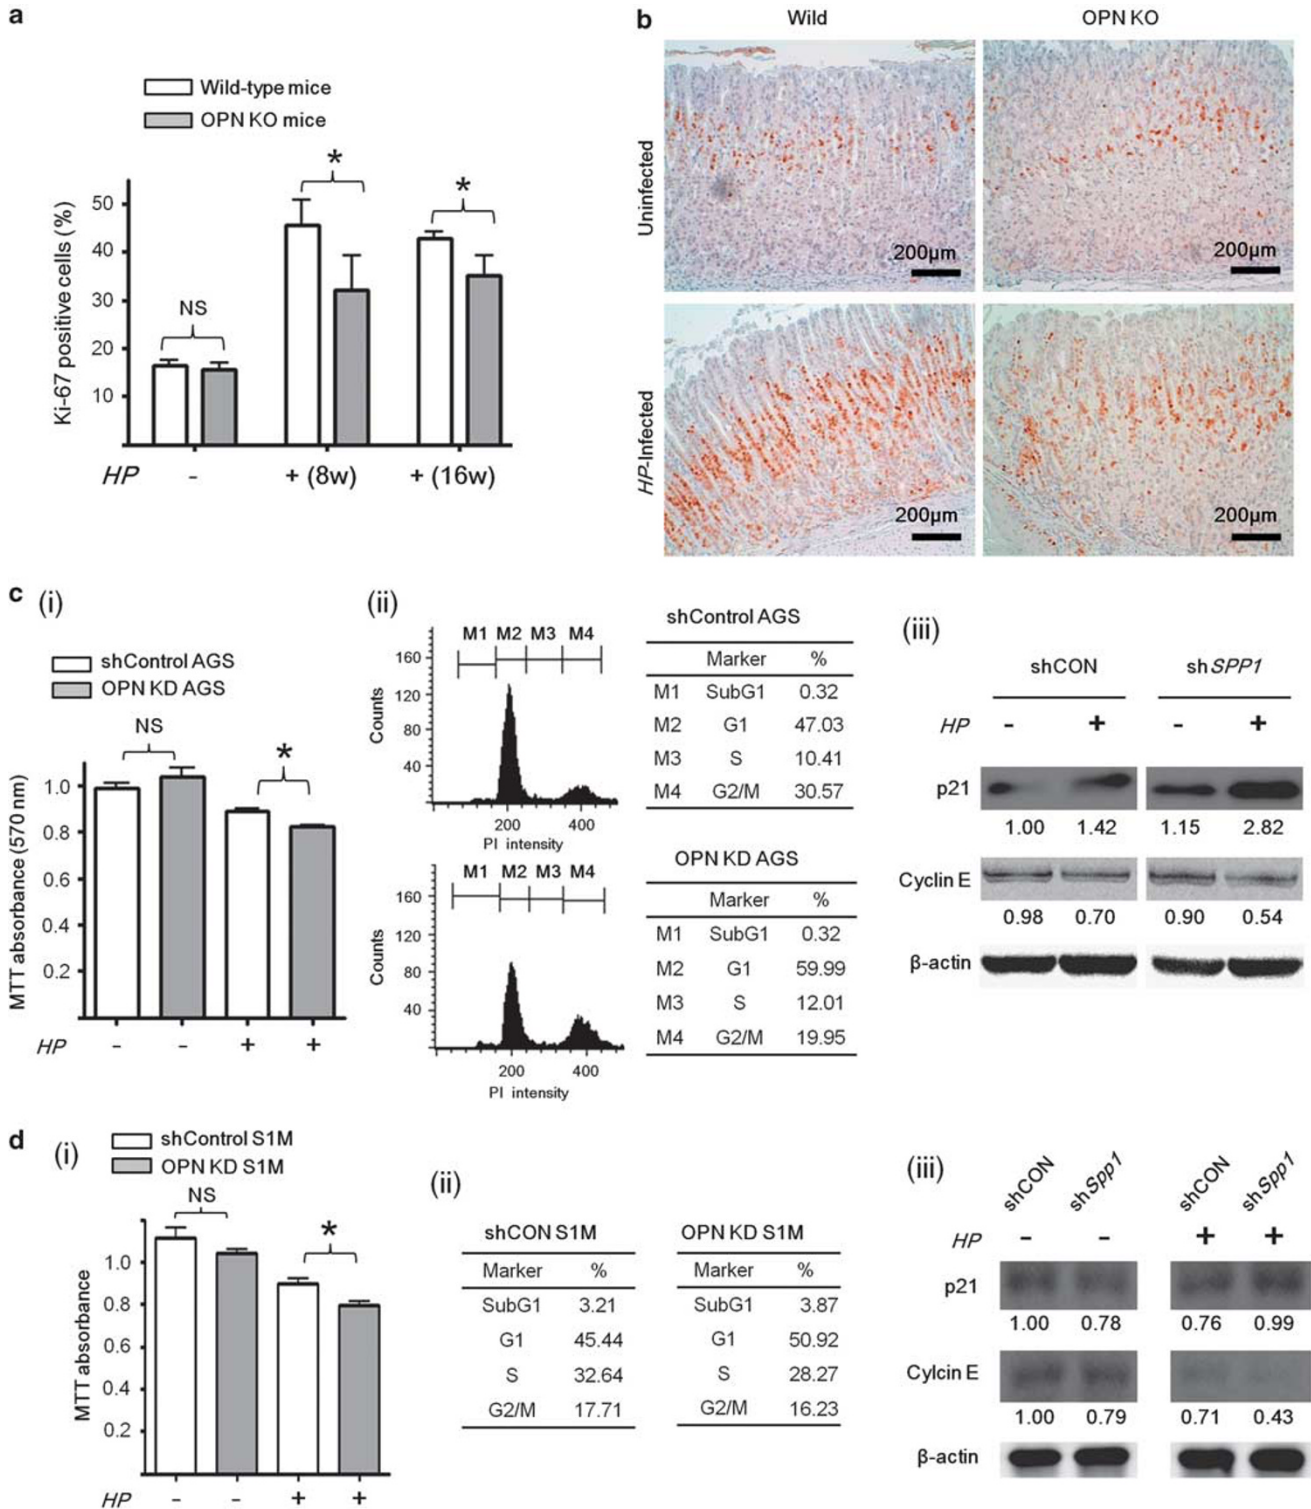 a
Wild-type mice
OPN KO mice
Ki-67 positive cells (%)
50
40
30
20
10
NS
*
*
HP - + (8w) + (16w)
b
Wild OPN KO
Uninfected
200μm 200μm
HP-Infected
200μm 200μm
c (i)
shControl AGS
OPN KD AGS
MTT absorbance (570 nm)
1.0
0.8
0.6
0.4
0.2
NS
*
HP - - + +
(ii)
M1 M2 M3 M4
Counts
160
120
80
40
200 400
PI intensity
shControl AGS
Marker %
M1 SubG1 0.32
M2 G1 47.03
M3 S 10.41
M4 G2/M 30.57
M1 M2 M3 M4
Counts
160
120
80
40
200 400
PI intensity
OPN KD AGS
Marker %
M1 SubG1 0.32
M2 G1 59.99
M3 S 12.01
M4 G2/M 19.95
(iii)
shCON shSPP1
HP - + - +
p21
1.00 1.42 1.15 2.82
Cyclin E
0.98 0.70 0.90 0.54
β-actin
d (i)
shControl S1M
OPN KD S1M
MTT absorbance
1.0
0.8
0.6
0.4
0.2
NS
*
HP - - + +
(ii)
shCON S1M
Marker %
SubG1 3.21
G1 45.44
S 32.64
G2/M 17.71
OPN KD S1M
Marker %
SubG1 3.87
G1 50.92
S 28.27
G2/M 16.23
(iii)
shCON shSpp1 shCON shSpp1
HP - - + +
p21
1.00 0.78 0.76 0.99
Cylcin E
1.00 0.79 0.71 0.43
β-actin